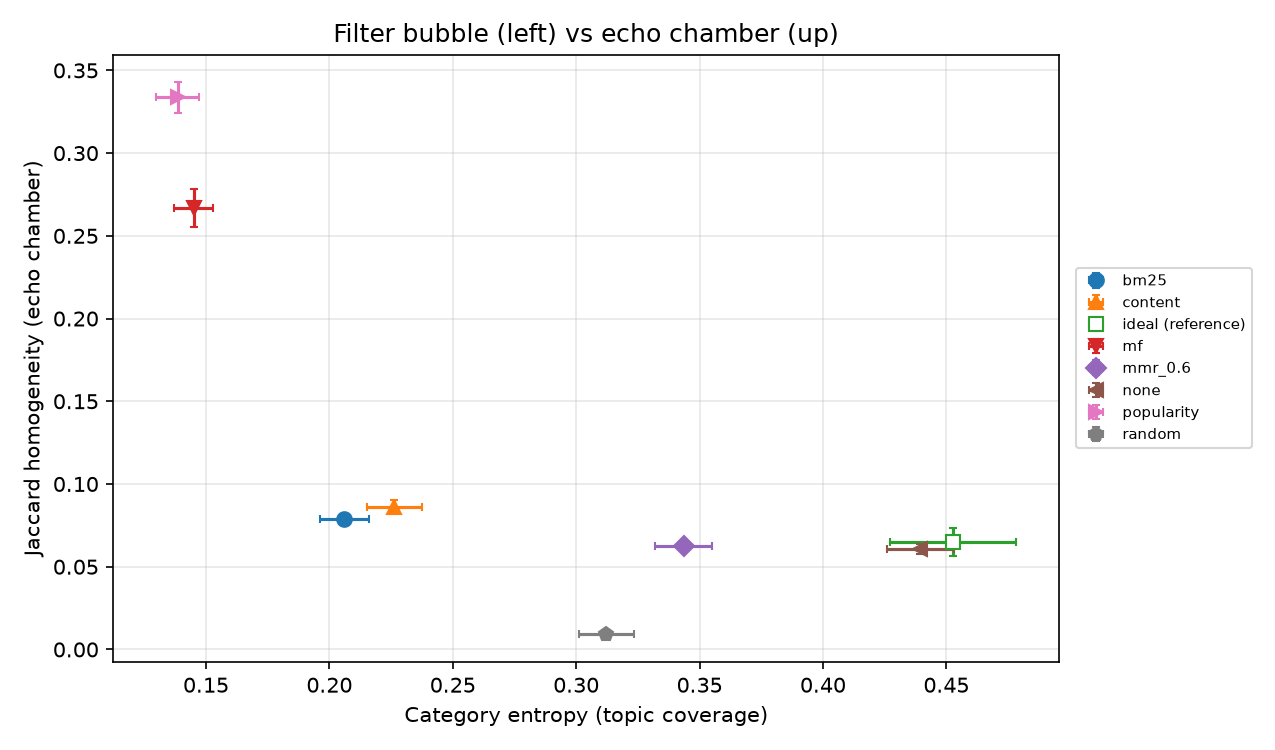 Filter bubble (left) vs echo chamber (up)
Jaccard homogeneity (echo chamber)
0.35
0.30
0.25
0.20
0.15
0.10
0.05
0.00
0.15 0.20 0.25 0.30 0.35 0.40 0.45
Category entropy (topic coverage)
bm25
content
ideal (reference)
mf
mmr_0.6
none
popularity
random